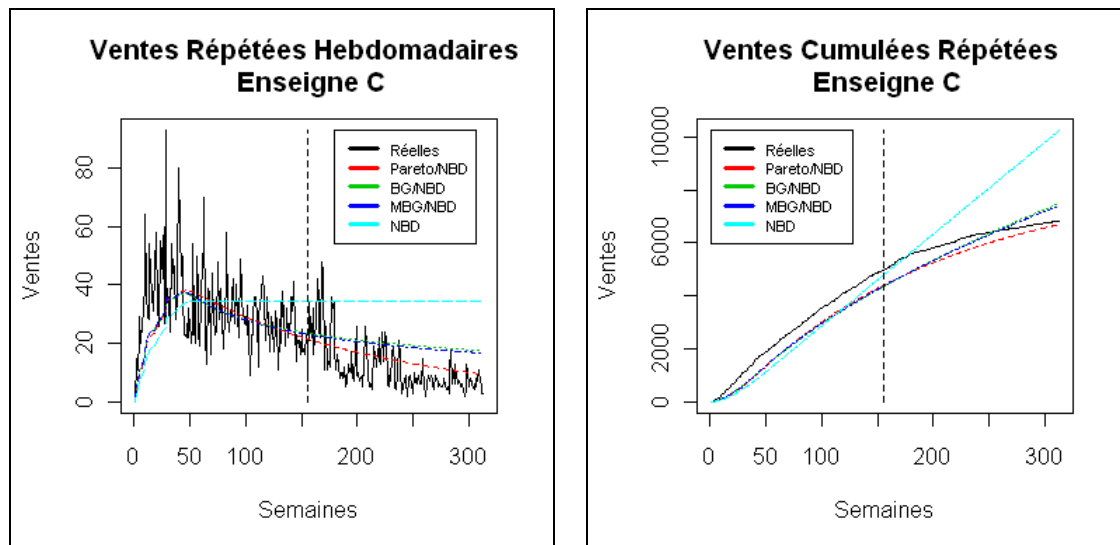 Ventes Répétées Hebdomadaires
Enseigne C
Réelles
Pareto/NBD
BG/NBD
MBG/NBD
NBD
Ventes
0 20 40 60 80
0 50 100 200 300
Semaines
Ventes Cumulées Répétées
Enseigne C
Réelles
Pareto/NBD
BG/NBD
MBG/NBD
NBD
Ventes
0 2000 6000 10000
0 50 100 200 300
Semaines